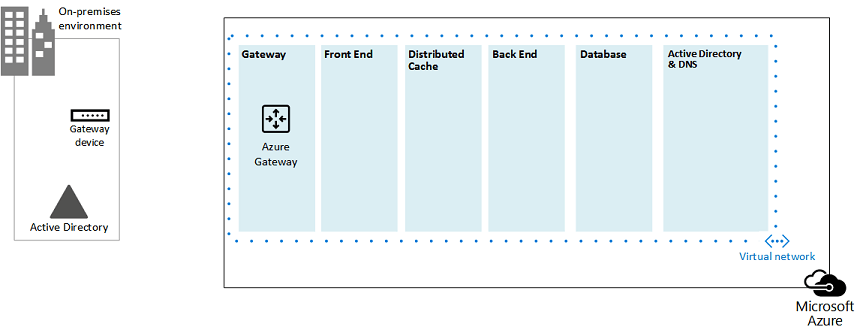 On-premises
environment
Gateway
device
Active Directory
Gateway
Front End
Distributed
Cache
Back End
Database
Active Directory
& DNS
Azure
Gateway
Virtual network
Microsoft
Azure